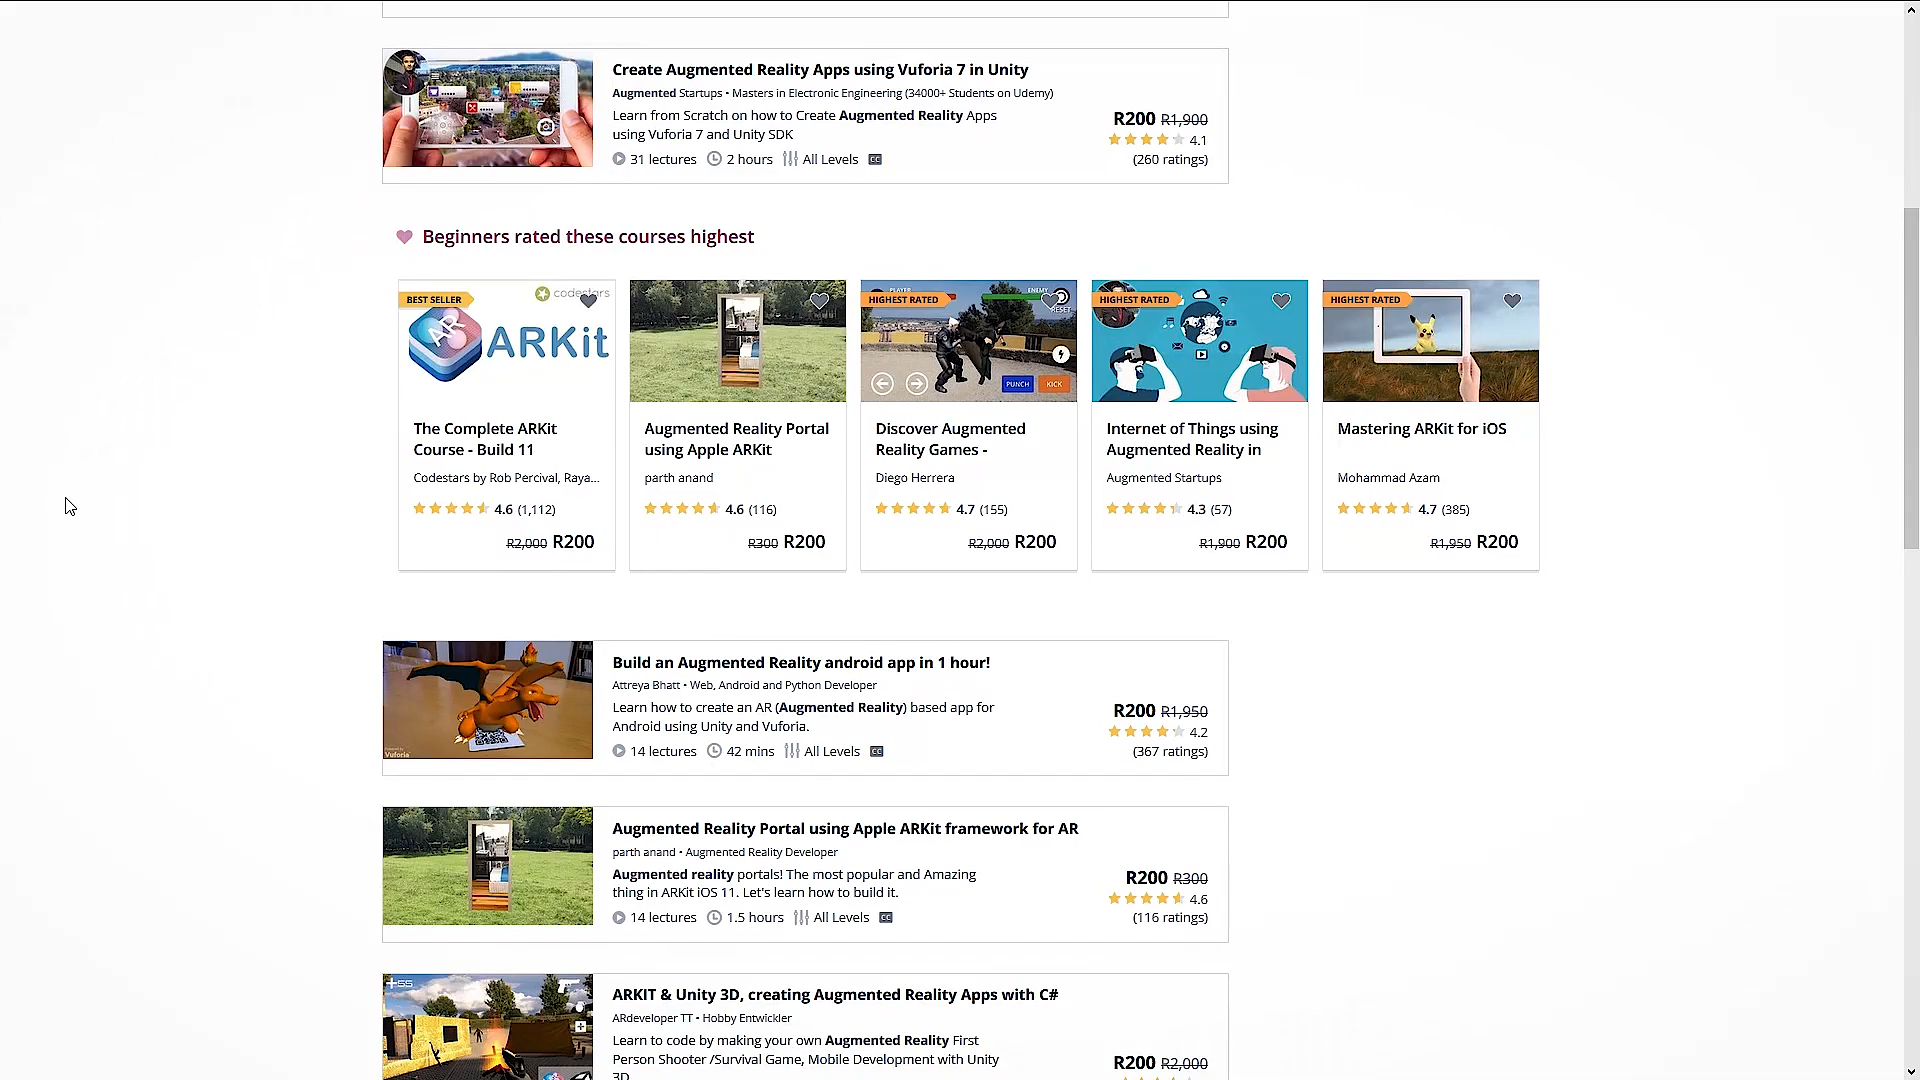 Create Augmented Reality Apps using Vuforia 7 in Unity
Augmented Startups • Masters in Electronic Engineering (34000+ Students on Udemy)
Learn from Scratch on how to Create Augmented Reality Apps
using Vuforia 7 and Unity SDK
31 lectures 2 hours All Levels CC
R200 R1,900
4.1
(260 ratings)
Beginners rated these courses highest
BEST SELLER
codestars
AR
ARKit
The Complete ARKit
Course - Build 11
Codestars by Rob Percival, Raya...
4.6 (1,112)
R2,000 R200
Augmented Reality Portal
using Apple ARKit
parth anand
4.6 (116)
R300 R200
HIGHEST RATED
PLAYER
ENEMY
RESET
PUNCH
KICK
Discover Augmented
Reality Games -
Diego Herrera
4.7 (155)
R2,000 R200
HIGHEST RATED
Internet of Things using
Augmented Reality in
Augmented Startups
4.3 (57)
R1,900 R200
HIGHEST RATED
Mastering ARKit for iOS
Mohammad Azam
4.7 (385)
R1,950 R200
Vuforia
Build an Augmented Reality android app in 1 hour!
Attreya Bhatt • Web, Android and Python Developer
Learn how to create an AR (Augmented Reality) based app for
Android using Unity and Vuforia.
14 lectures 42 mins All Levels CC
R200 R1,950
4.2
(367 ratings)
Augmented Reality Portal using Apple ARKit framework for AR
parth anand • Augmented Reality Developer
Augmented reality portals! The most popular and Amazing
thing in ARKit iOS 11. Let's learn how to build it.
14 lectures 1.5 hours All Levels CC
R200 R300
4.6
(116 ratings)
+55
ARKIT & Unity 3D, creating Augmented Reality Apps with C#
ARdeveloper TT • Hobby Entwickler
Learn to code by making your own Augmented Reality First
Person Shooter /Survival Game, Mobile Development with Unity
3D
R200 R2,000